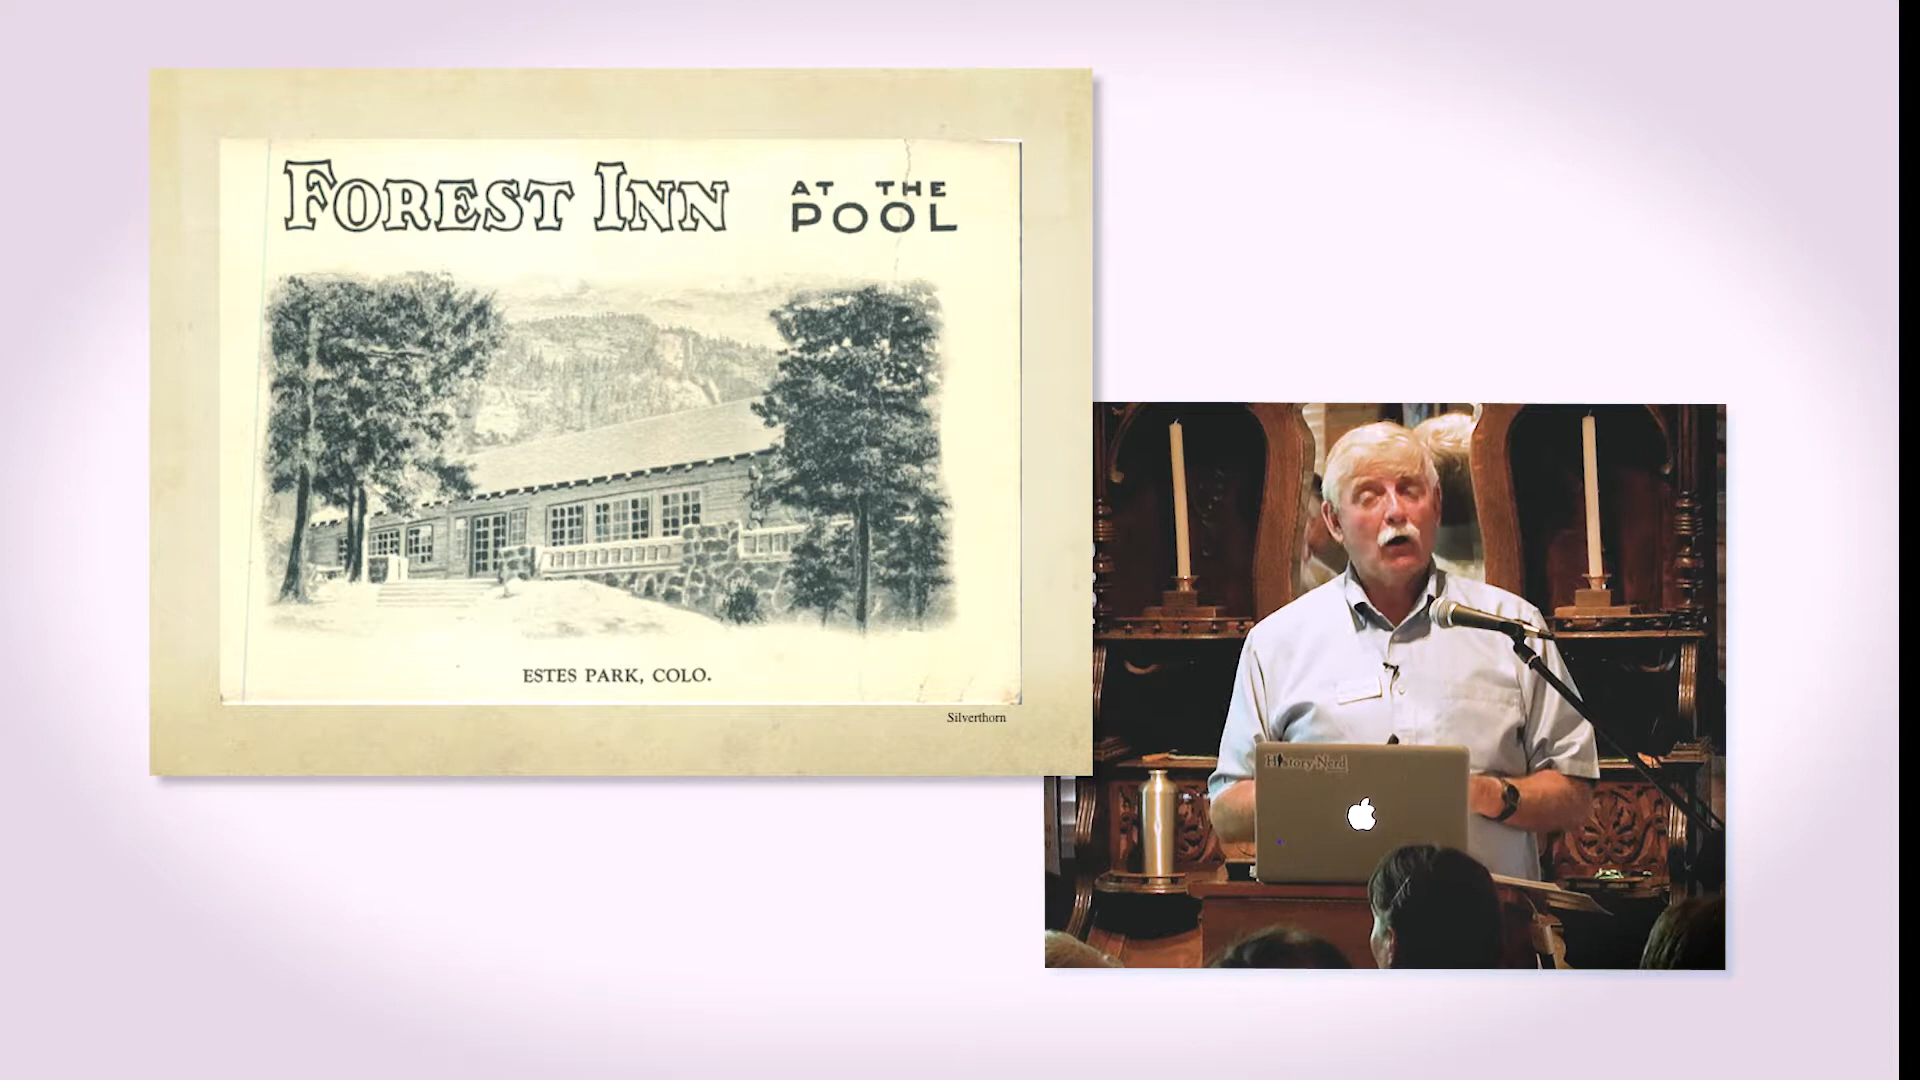 FOREST INN AT THE POOL
ESTES PARK, COLO.
Silverthorn
History Nerd